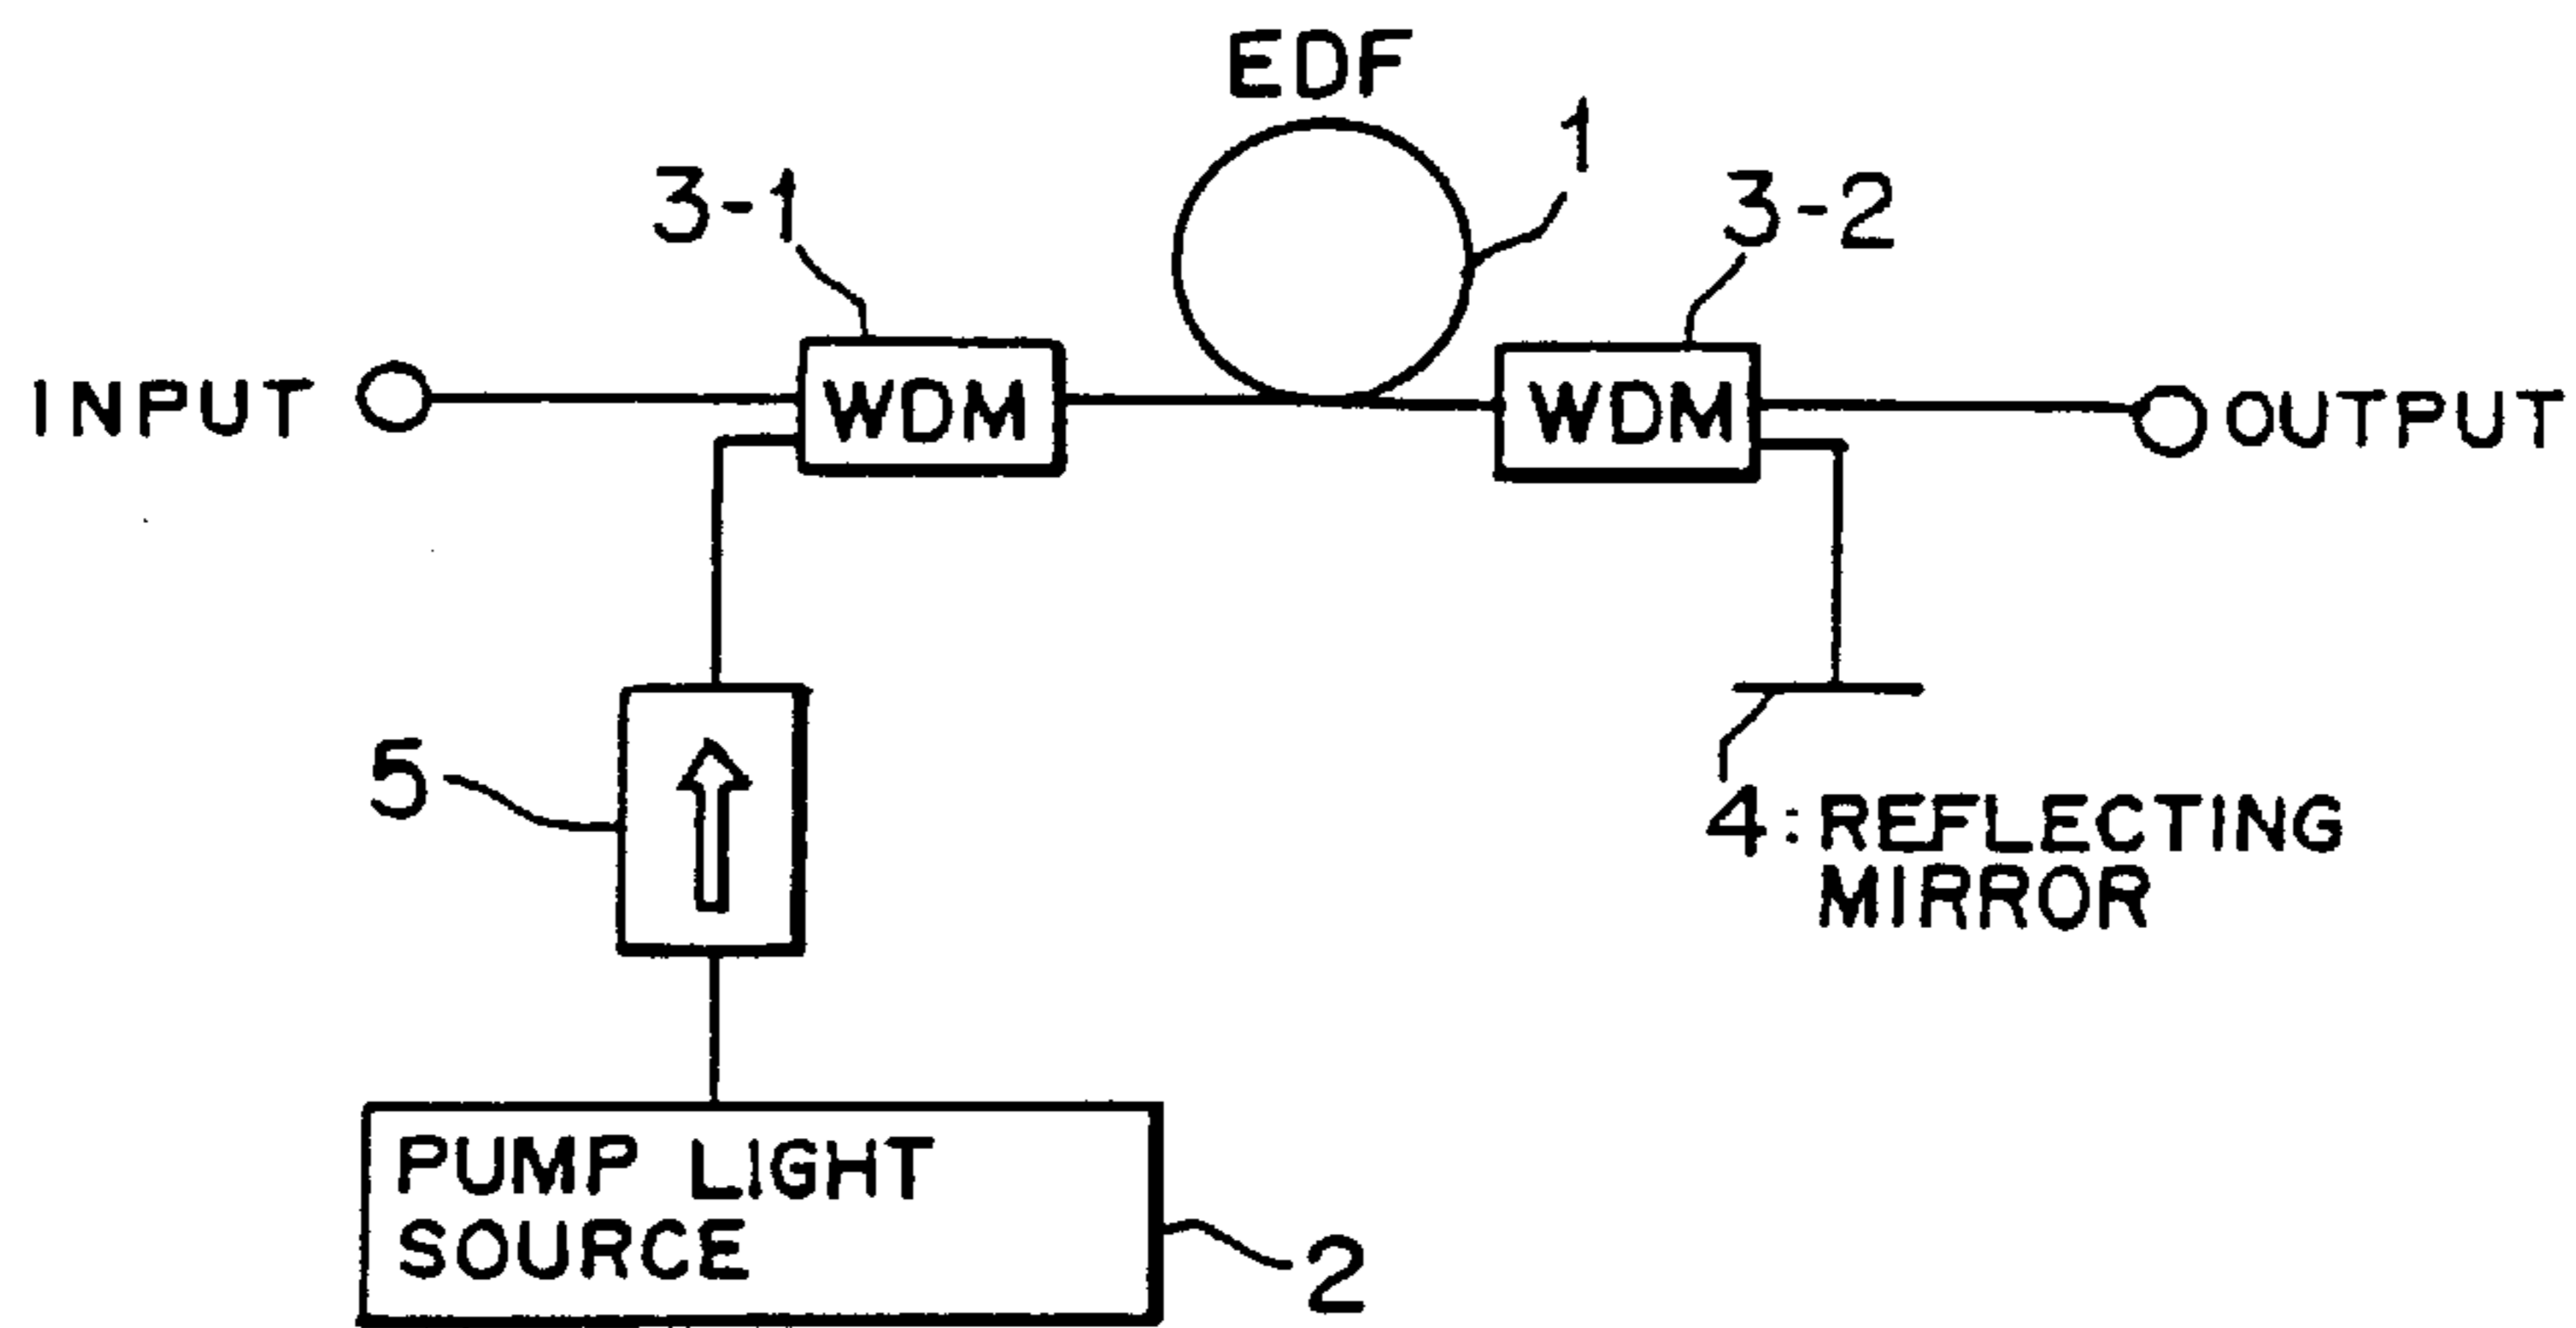 EDF
1
3-1
3-2
INPUT
WDM
WDM
OUTPUT
5
4: REFLECTING
MIRROR
PUMP LIGHT
SOURCE
2